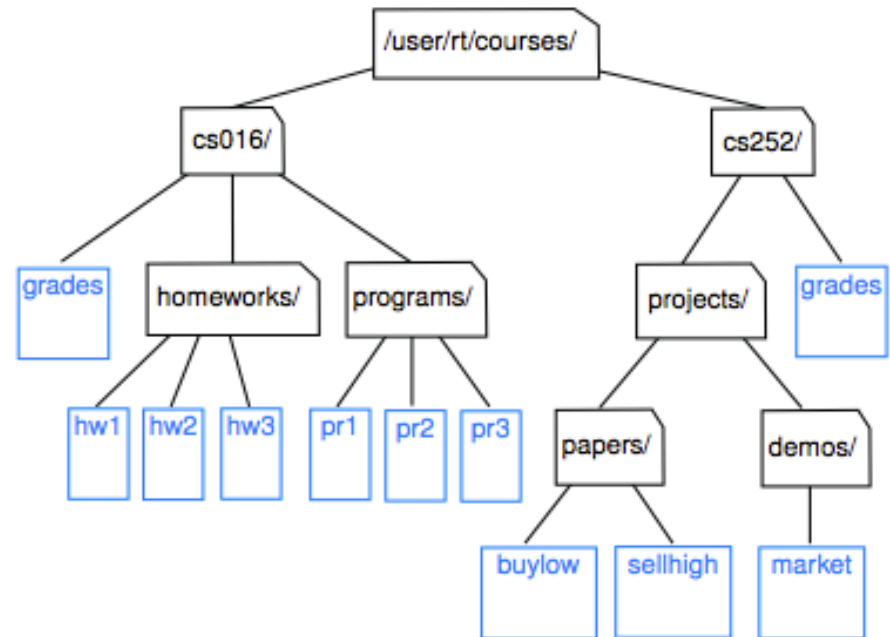 /user/rt/courses/
cs016/
cs252/
grades
homeworks/
programs/
projects/
grades
hw1
hw2
hw3
pr1
pr2
pr3
papers/
demos/
buylow
sellhigh
market